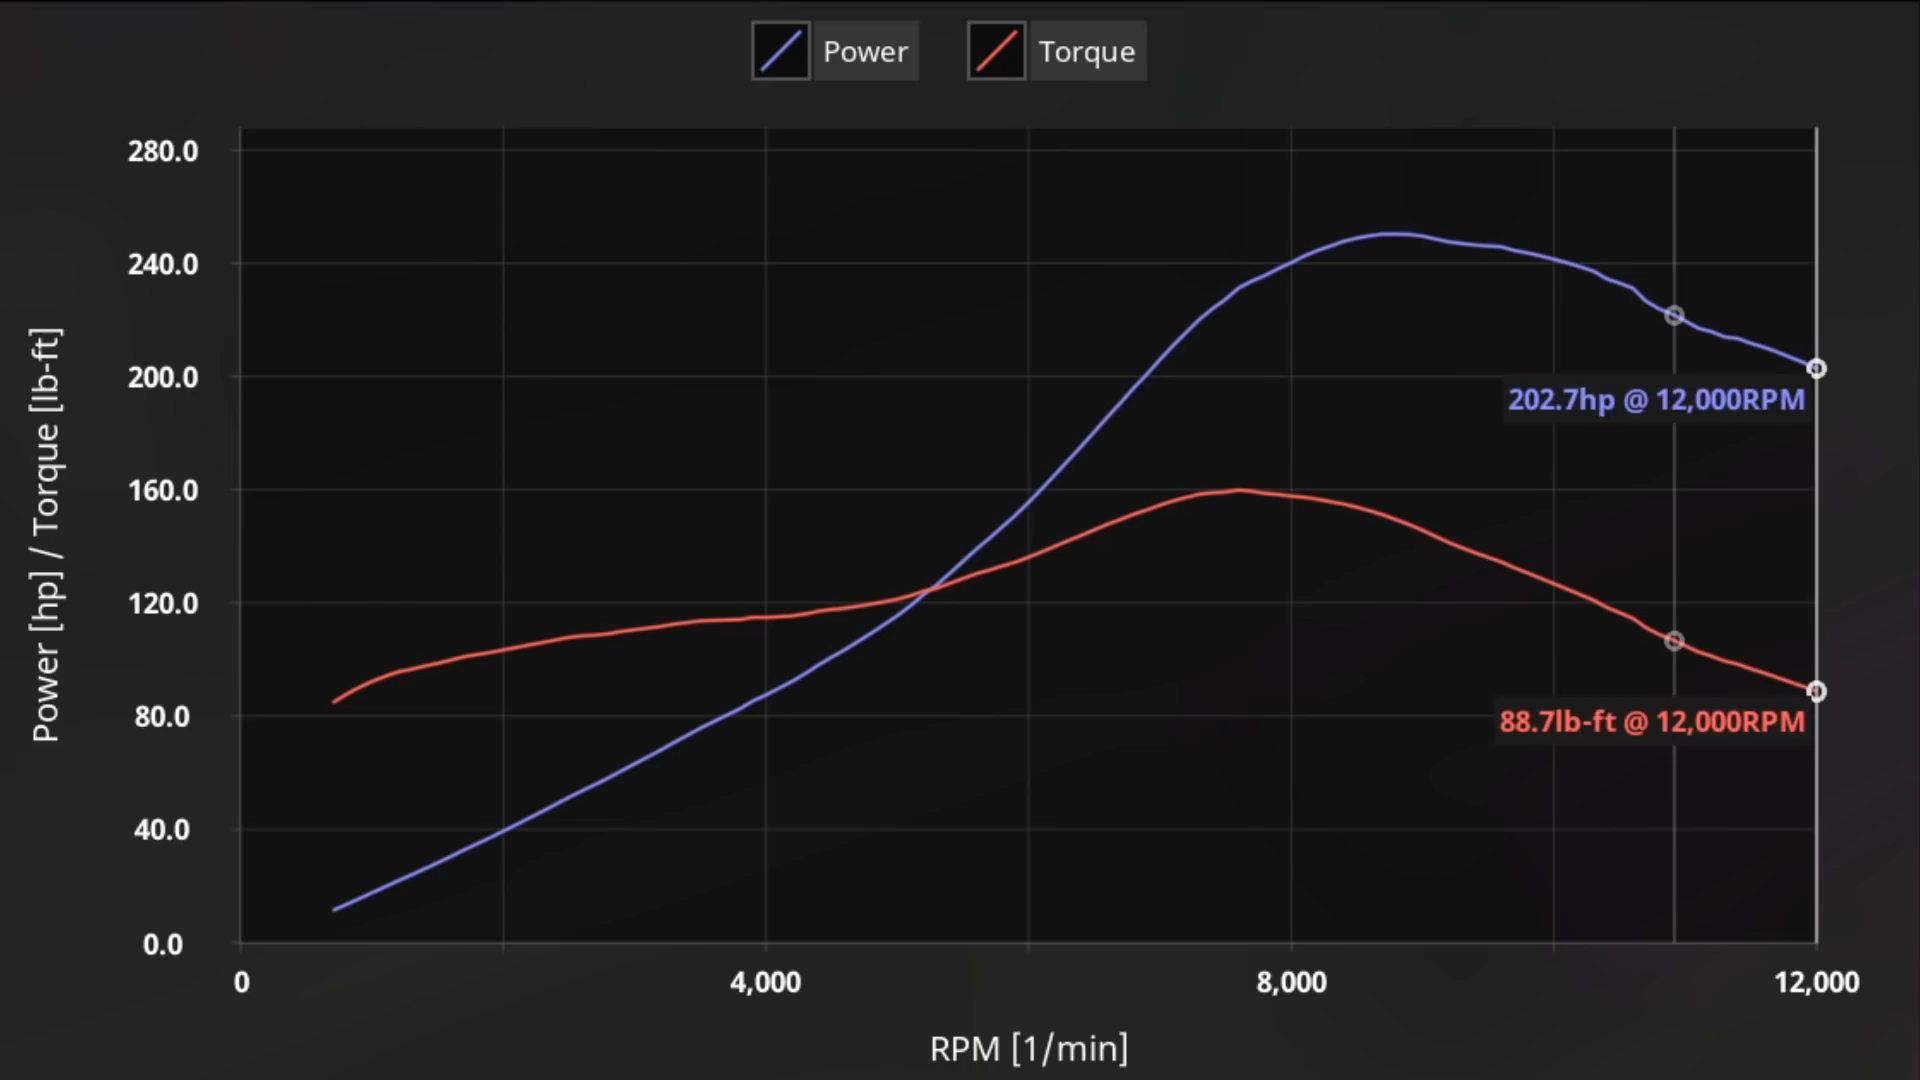 Power
Torque
280.0
240.0
200.0
160.0
120.0
80.0
40.0
0.0
Power [hp] / Torque [lb-ft]
202.7hp @ 12,000RPM
88.7lb-ft @ 12,000RPM
0
4,000
8,000
12,000
RPM [1/min]